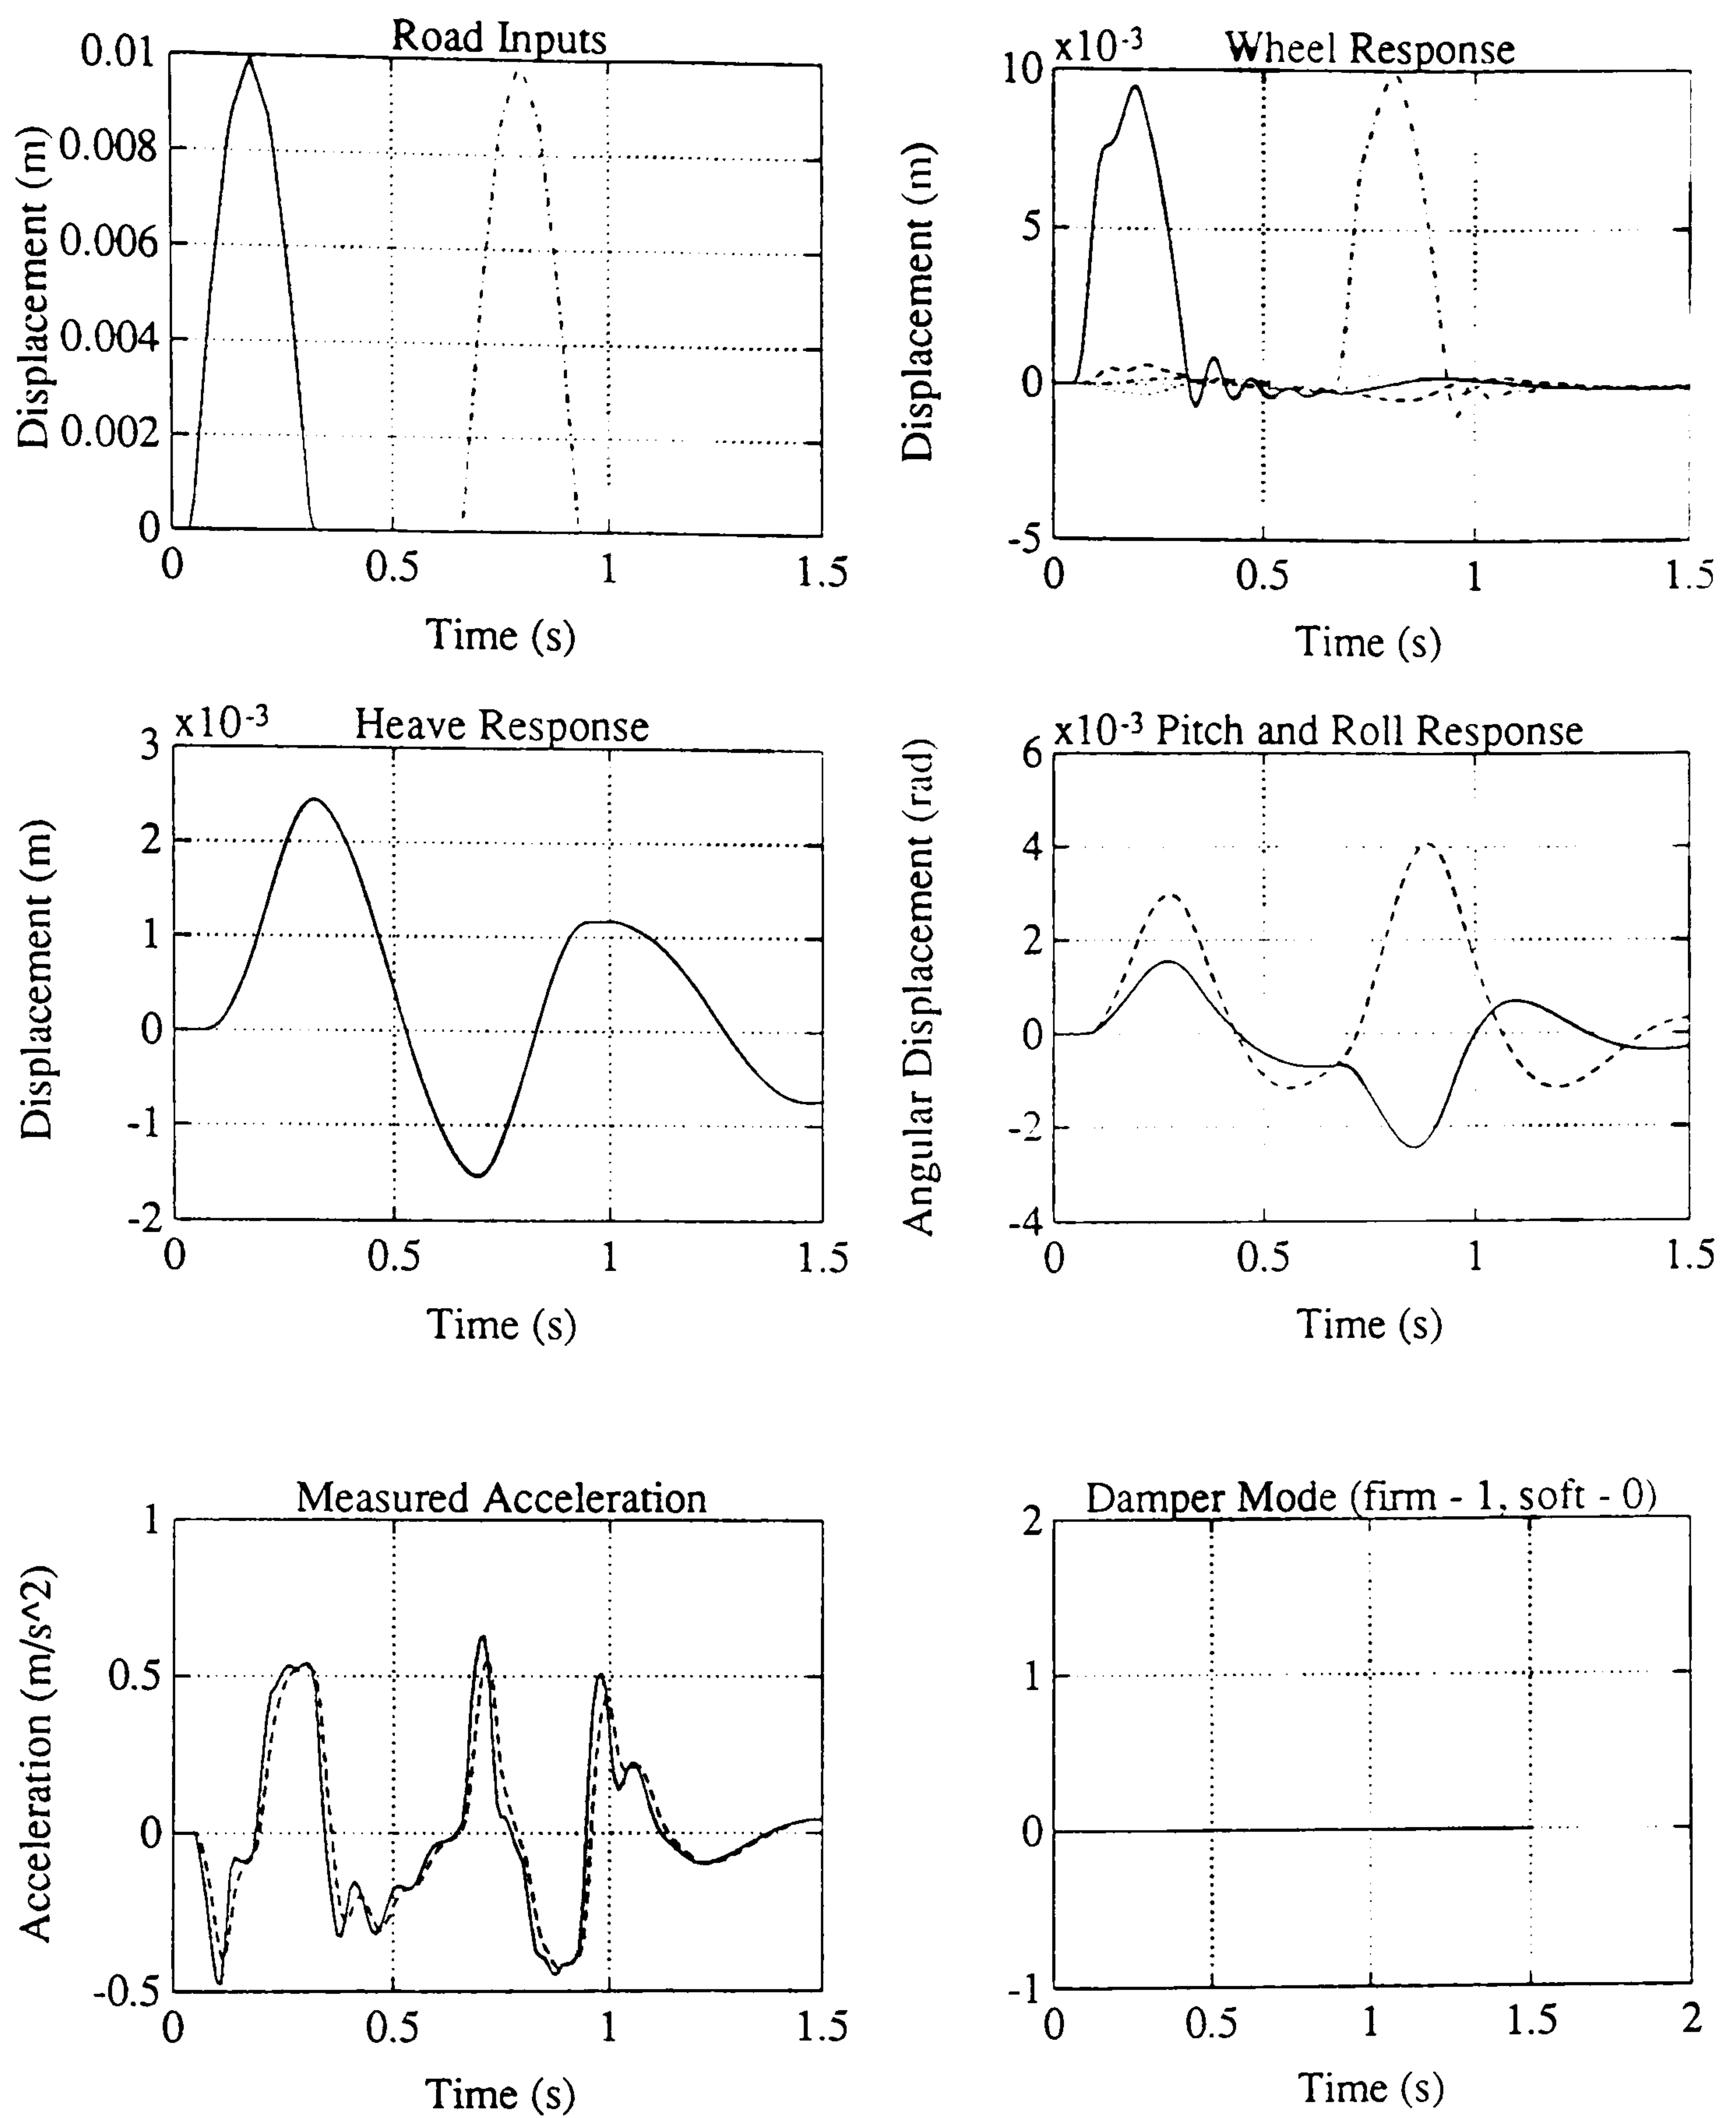 Road Inputs
0.01
0.008
0.006
0.004
0.002
0
Displacement (m)
0
0.5
1
1.5
Time (s)
x10-3
Wheel Response
10
5
0
-5
Displacement (m)
0
0.5
1
1.5
Time (s)
x10-3
Heave Response
3
2
1
0
-1
-2
Displacement (m)
0
0.5
1
1.5
Time (s)
x10-3 Pitch and Roll Response
6
4
2
0
-2
-4
Angular Displacement (rad)
0
0.5
1
1.5
Time (s)
Measured Acceleration
1
0.5
0
-0.5
Acceleration (m/s^2)
0
0.5
1
1.5
Time (s)
Damper Mode (firm - 1, soft - 0)
2
1
0
-1
0
0.5
1
1.5
2
Time (s)